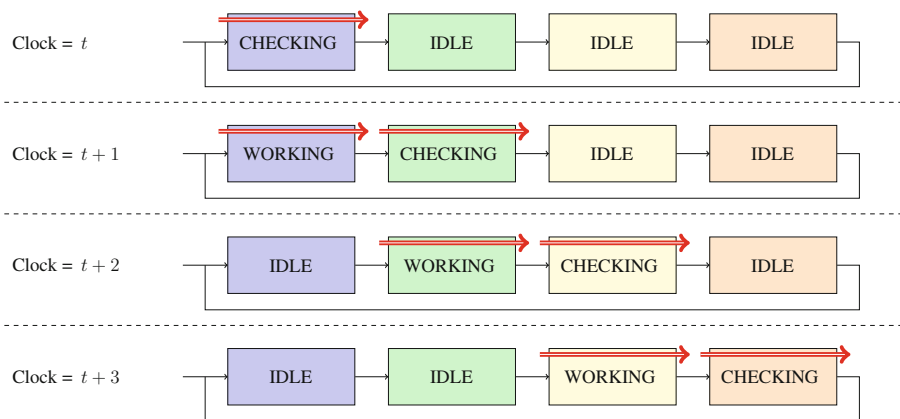 Clock = t CHECKING IDLE IDLE IDLE
Clock = t + 1 WORKING CHECKING IDLE IDLE
Clock = t + 2 IDLE WORKING CHECKING IDLE
Clock = t + 3 IDLE IDLE WORKING CHECKING